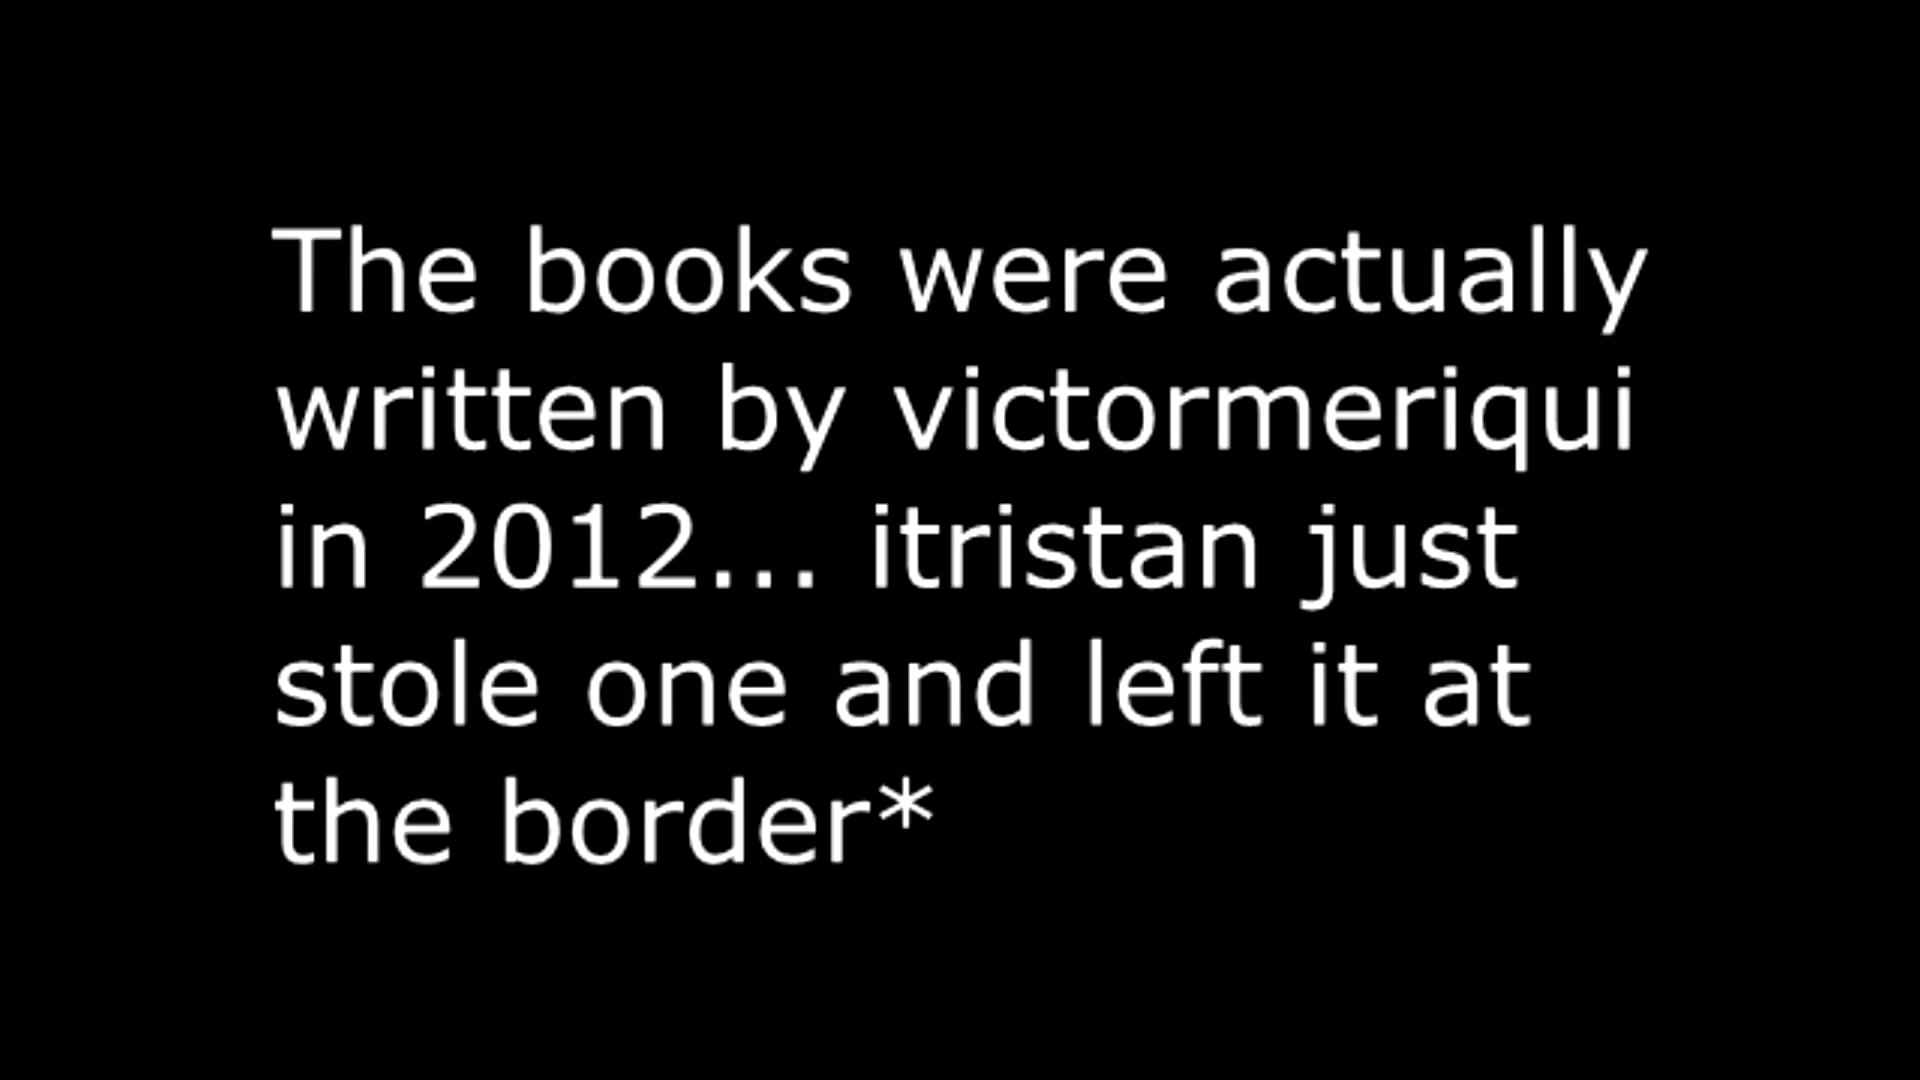 The books were actually
written by victormeriqui
in 2012... itristan just
stole one and left it at
the border*